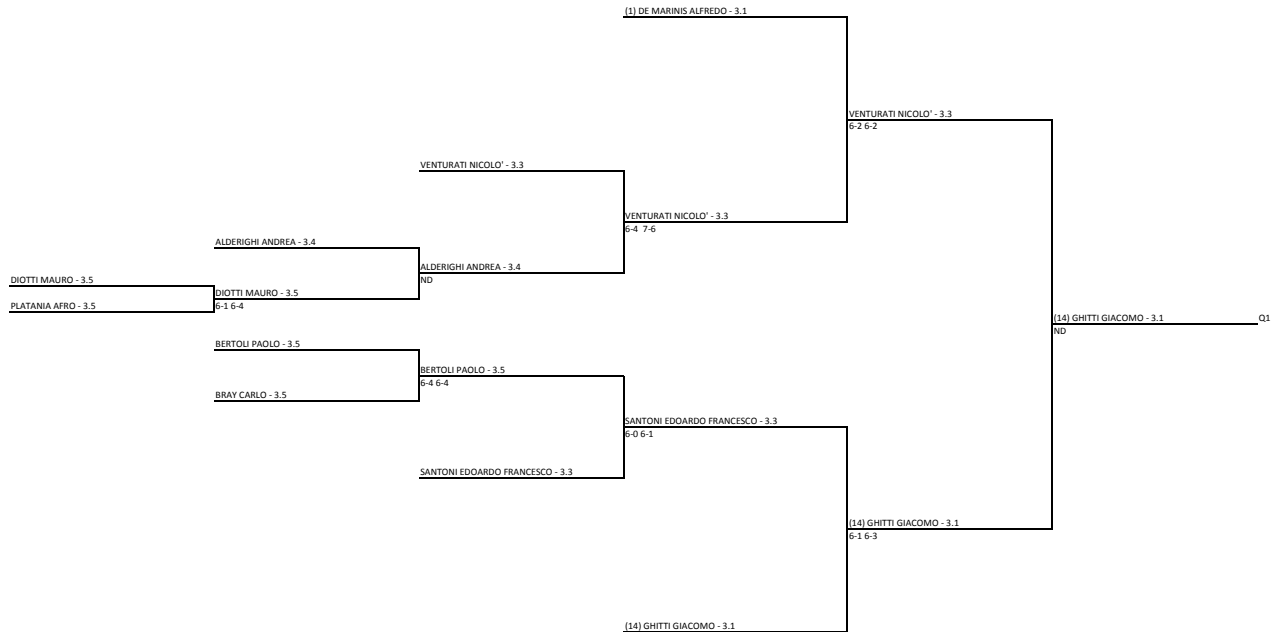 (1) DE MARINIS ALFREDO - 3.1
VENTURATI NICOLO' - 3.3
6-2 6-2
VENTURATI NICOLO' - 3.3
VENTURATI NICOLO' - 3.3
6-4 7-6
ALDERIGHI ANDREA - 3.4
ALDERIGHI ANDREA - 3.4
ND
DIOTTI MAURO - 3.5
DIOTTI MAURO - 3.5
6-1 6-4
PLATANIA AFRO - 3.5
(14) GHITTI GIACOMO - 3.1
Q1
ND
BERTOLI PAOLO - 3.5
BERTOLI PAOLO - 3.5
6-4 6-4
BRAY CARLO - 3.5
SANTONI EDOARDO FRANCESCO - 3.3
6-0 6-1
SANTONI EDOARDO FRANCESCO - 3.3
(14) GHITTI GIACOMO - 3.1
6-1 6-3
(14) GHITTI GIACOMO - 3.1